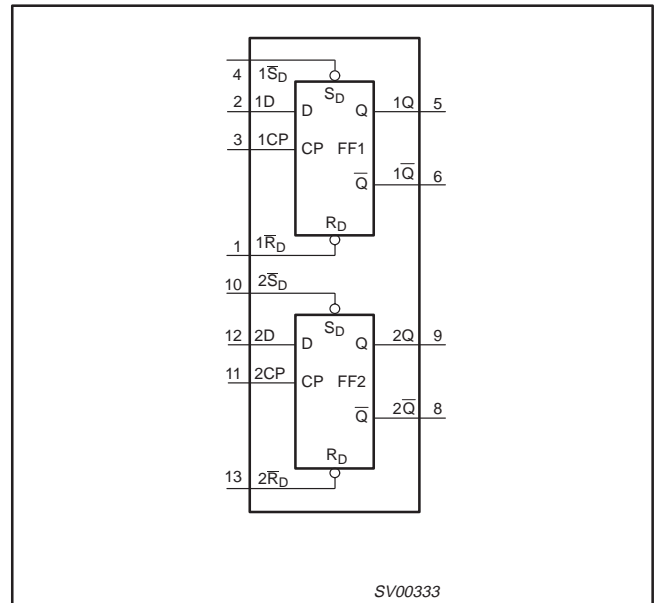 4 1S̅D
SD
2 1D D Q 1Q 5
3 1CP CP FF1
Q̅ 1Q̅ 6
RD
1 1R̅D
10 2S̅D
SD
12 2D D Q 2Q 9
11 2CP CP FF2
Q̅ 2Q̅ 8
RD
13 2R̅D
SV00333